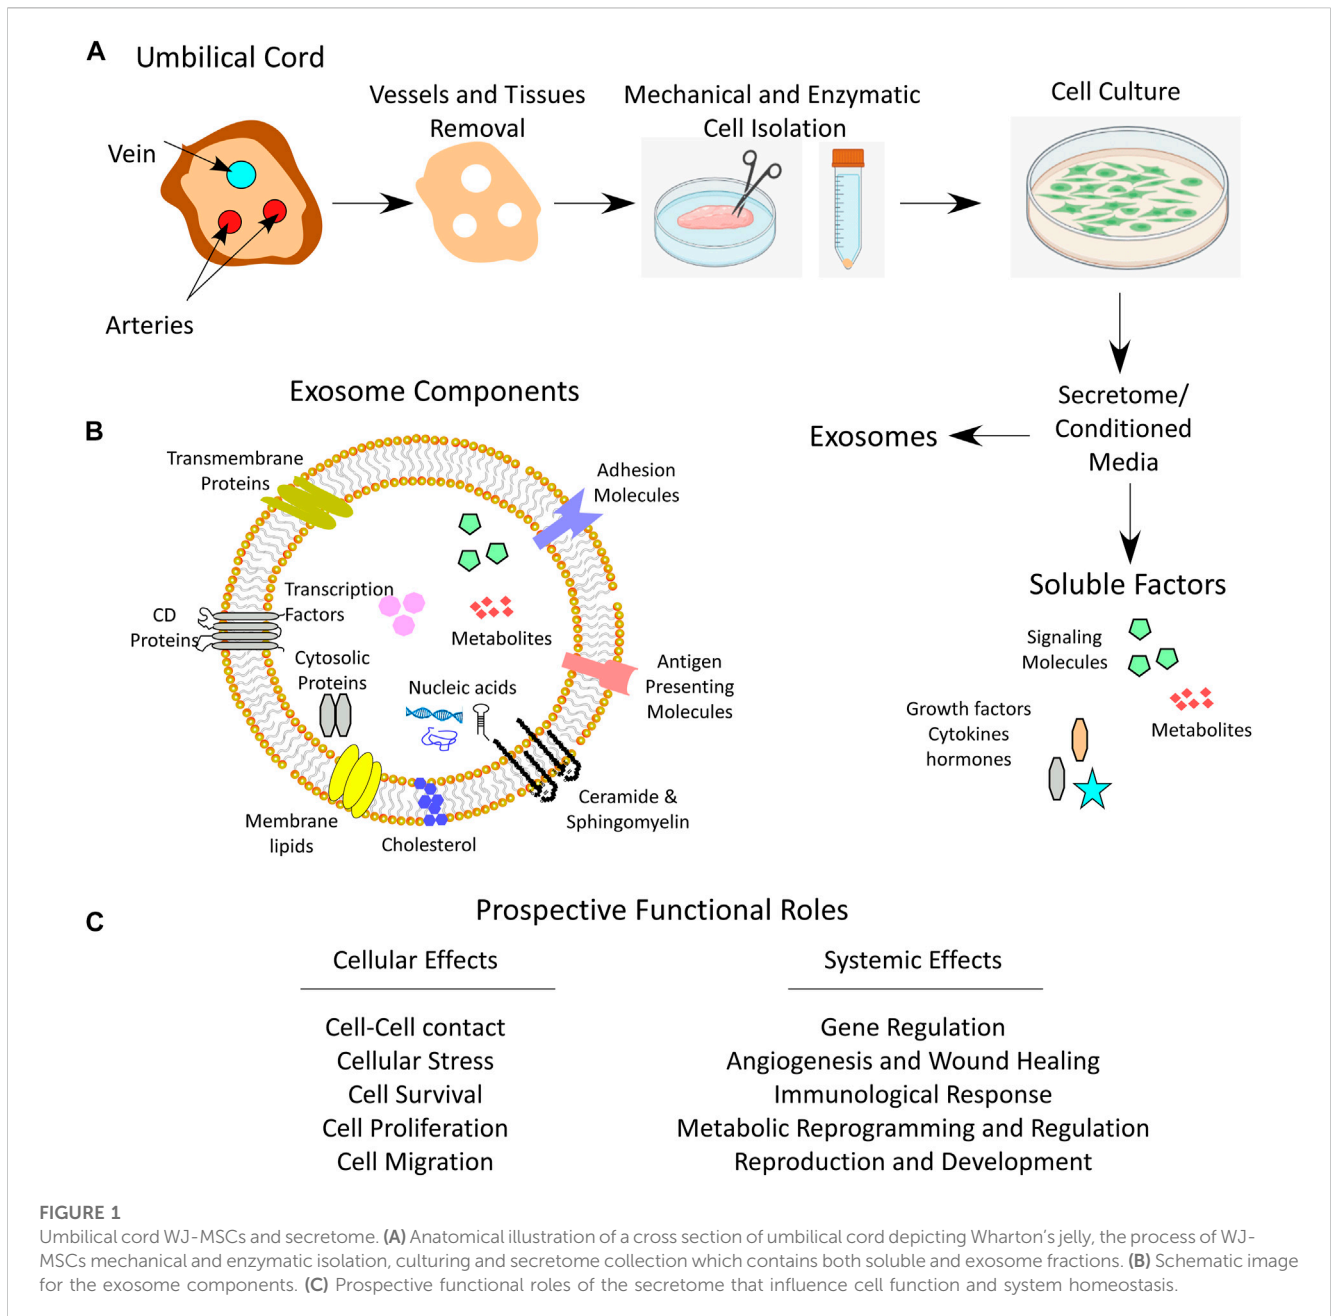 A
Umbilical Cord
Vein
Arteries
Vessels and Tissues
Removal
Mechanical and Enzymatic
Cell Isolation
Cell Culture
Secretome/
Conditioned
Media
Exosomes
Soluble Factors
Signaling
Molecules
Metabolites
Growth factors
Cytokines
hormones
B
Exosome Components
Transmembrane
Proteins
Adhesion
Molecules
Transcription
Factors
CD
Proteins
Metabolites
Cytosolic
Proteins
Nucleic acids
Antigen
Presenting
Molecules
Membrane
lipids
Cholesterol
Ceramide &
Sphingomyelin
C
Prospective Functional Roles
Cellular Effects
Cell-Cell contact
Cellular Stress
Cell Survival
Cell Proliferation
Cell Migration
Systemic Effects
Gene Regulation
Angiogenesis and Wound Healing
Immunological Response
Metabolic Reprogramming and Regulation
Reproduction and Development
FIGURE 1
Umbilical cord WJ-MSCs and secretome. (A) Anatomical illustration of a cross section of umbilical cord depicting Wharton's jelly, the process of WJ-
MSCs mechanical and enzymatic isolation, culturing and secretome collection which contains both soluble and exosome fractions. (B) Schematic image
for the exosome components. (C) Prospective functional roles of the secretome that influence cell function and system homeostasis.